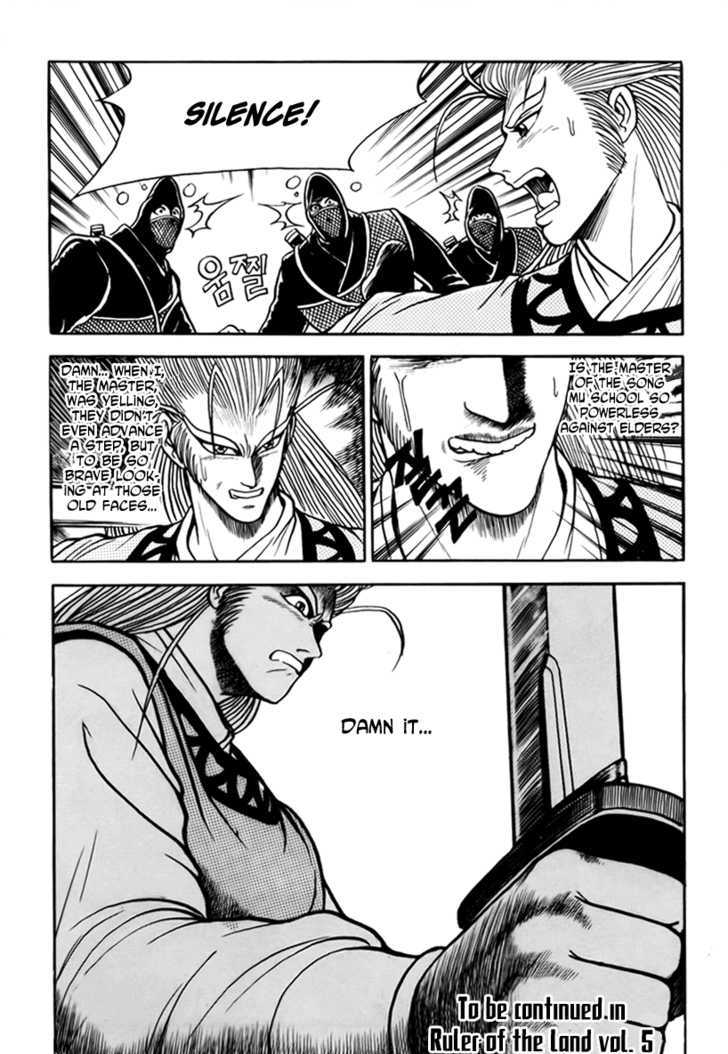 SILENCE!
움찔
DAMN... WHEN I,
THE MASTER,
WAS YELLING,
THEY DIDN'T
EVEN ADVANCE
A STEP, BUT
TO BE SO
BRAVE LOOK-
ING AT THOSE
OLD FACES...
IS THE MASTER
OF THE SONG
MU SCHOOL SO
POWERLESS
AGAINST ELDERS?
DAMN IT...
To be continued in
Ruler of the Land vol. 5